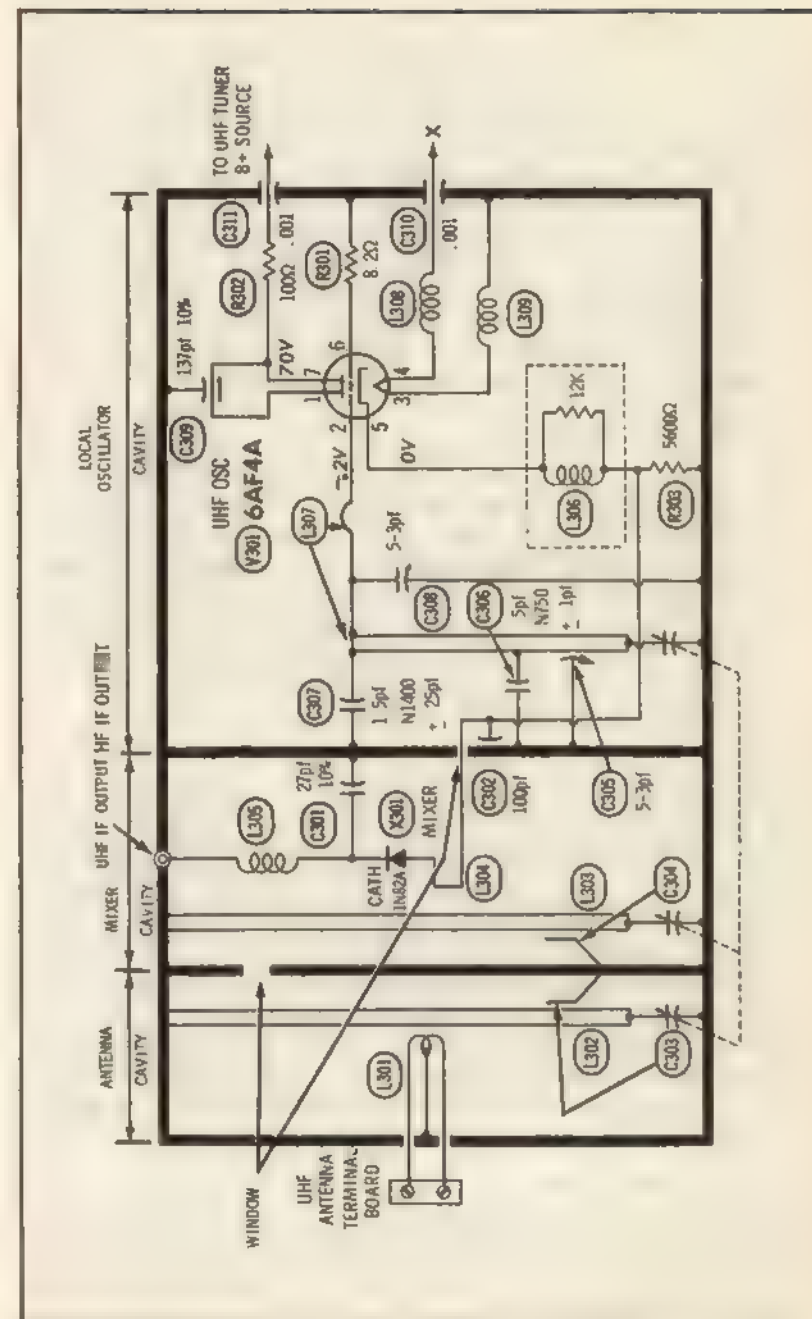 ANTENNA
CAVITY
MIXER
CAVITY
LOCAL
OSCILLATOR
CAVITY
UHF IF OUTPUT
WINDOW
UHF
ANTENNA
TERMINAL
BOARD
L301
L302
C303
L303
C304
L304
L305
C301
27pf
10%
CATH
1N82A
X301
MIXER
C302
100pf
C305
5-3pf
C307
1 5pf
N1400
+ 25pf
-
C306
5pf
N750
+ 1pf
-
C308
5-3pf
L307
UHF OSC
V301 6AF4A
C309
137pf 10%
70V
-.2V
0V
1
7
2
6
5
3
4
R302
100Ω
C311
.001
TO UHF TUNER
8+ SOURCE
R301
8.2Ω
L308
C310
.001
X
L309
12K
L306
5600Ω
R303